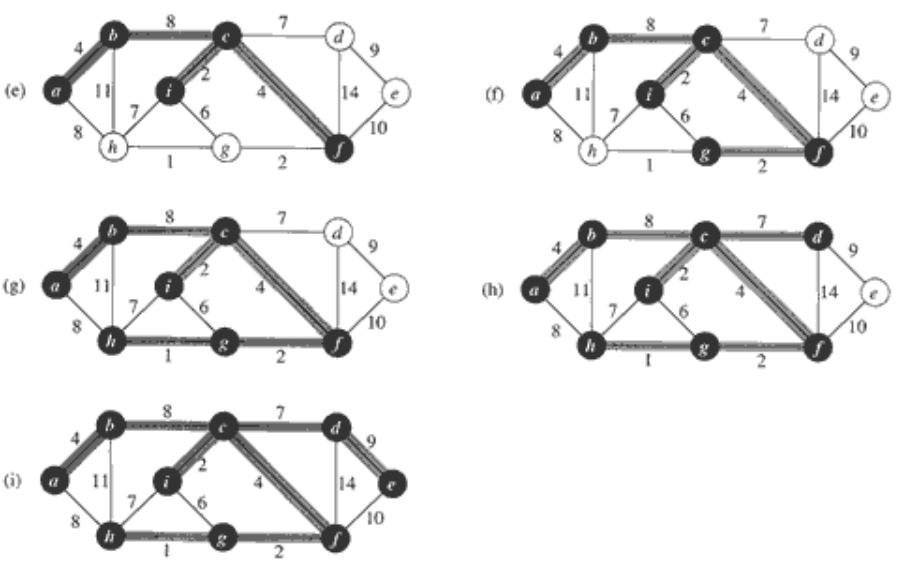 8 7 8 7
4 b c d 9 4 b c d 9
(e) a 11 i 2 4 14 e (f) a 11 i 2 4 14 e
8 7 6 10 8 7 6 10
h g f h g f
1 2 1 2
8 7 8 7
4 b c d 9 4 b c d 9
(g) a 11 i 2 4 14 e (h) a 11 i 2 4 14 e
8 7 6 10 8 7 6 10
h g f h g f
1 2 1 2
8 7
4 b c d 9
(i) a 11 i 2 4 14 e
8 7 6 10
h g f
1 2